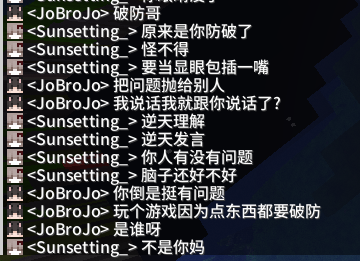 <JoBroJo> 破防哥
<Sunsetting_> 原来是你防破了
<Sunsetting_> 怪不得
<Sunsetting_> 要当显眼包插一嘴
<JoBroJo> 把问题抛给别人
<JoBroJo> 我说话我就跟你说话了?
<Sunsetting_> 逆天理解
<Sunsetting_> 逆天发言
<Sunsetting_> 你人有没有问题
<Sunsetting_> 脑子还好不好
<JoBroJo> 你倒是挺有问题
<JoBroJo> 玩个游戏因为点东西都要破防
<JoBroJo> 是谁呀
<Sunsetting_> 不是你妈